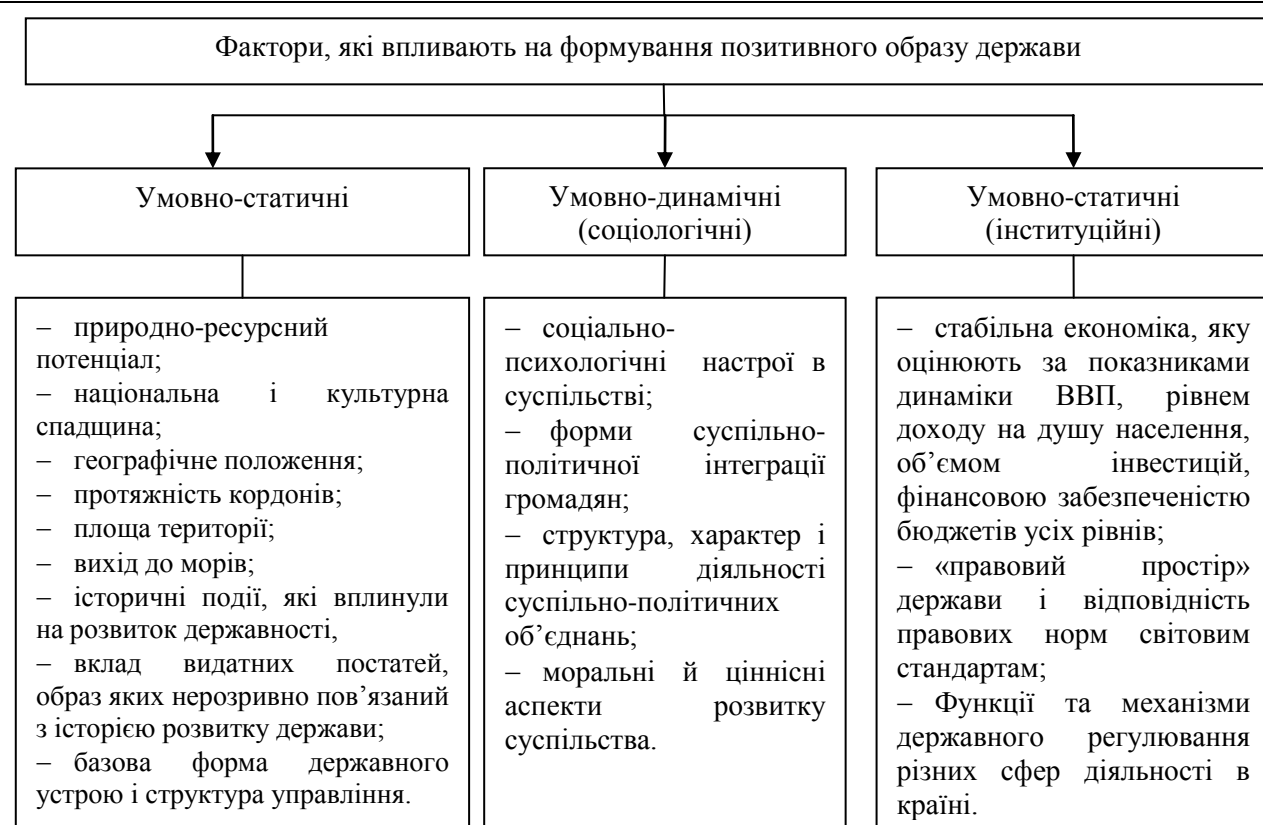 Фактори, які впливають на формування позитивного образу держави
Умовно-статичні
Умовно-динамічні
(соціологічні)
Умовно-статичні
(інституційні)
– природно-ресурсний
потенціал;
– національна і культурна
спадщина;
– географічне положення;
– протяжність кордонів;
– площа території;
– вихід до морів;
– історичні події, які вплинули
на розвиток державності,
– вклад видатних постатей,
образ яких нерозривно пов’язаний
з історією розвитку держави;
– базова форма державного
устрою і структура управління.
– соціально-
психологічні настрої в
суспільстві;
– форми суспільно-
політичної інтеграції
громадян;
– структура, характер і
принципи діяльності
суспільно-політичних
об’єднань;
– моральні й ціннісні
аспекти розвитку
суспільства.
– стабільна економіка, яку
оцінюють за показниками
динаміки ВВП, рівнем
доходу на душу населення,
об’ємом інвестицій,
фінансовою забезпеченістю
бюджетів усіх рівнів;
– «правовий простір»
держави і відповідність
правових норм світовим
стандартам;
– Функції та механізми
державного регулювання
різних сфер діяльності в
країні.